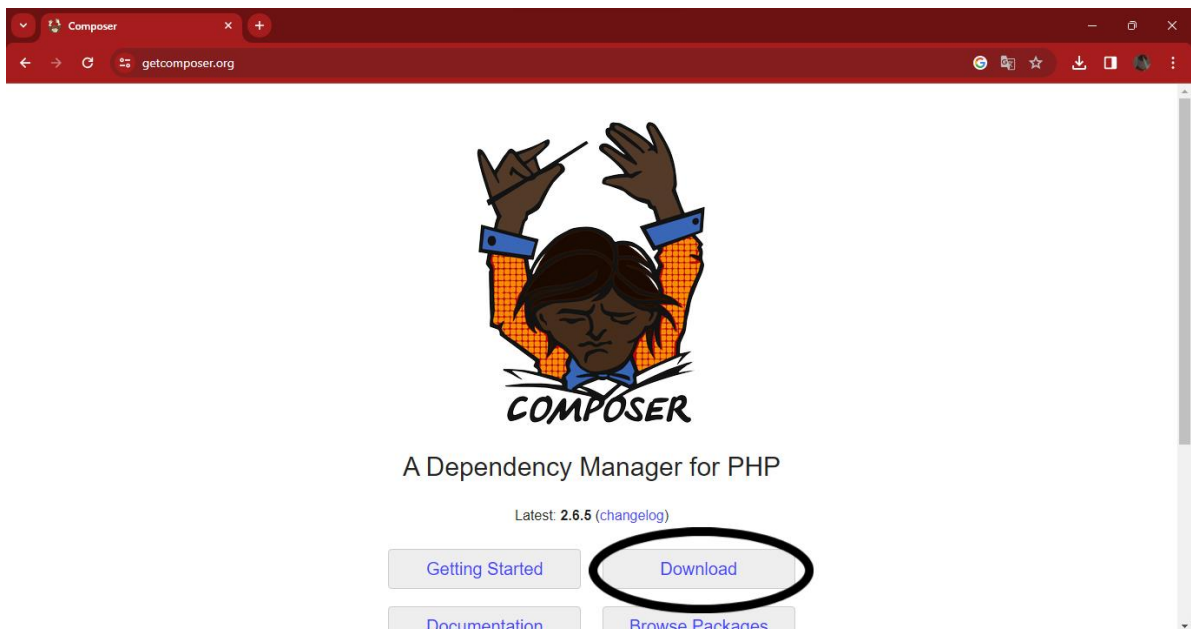 Composer
getcomposer.org
COMPOSER
A Dependency Manager for PHP
Latest: 2.6.5 (changelog)
Getting Started Download
Documentation Browse Packages